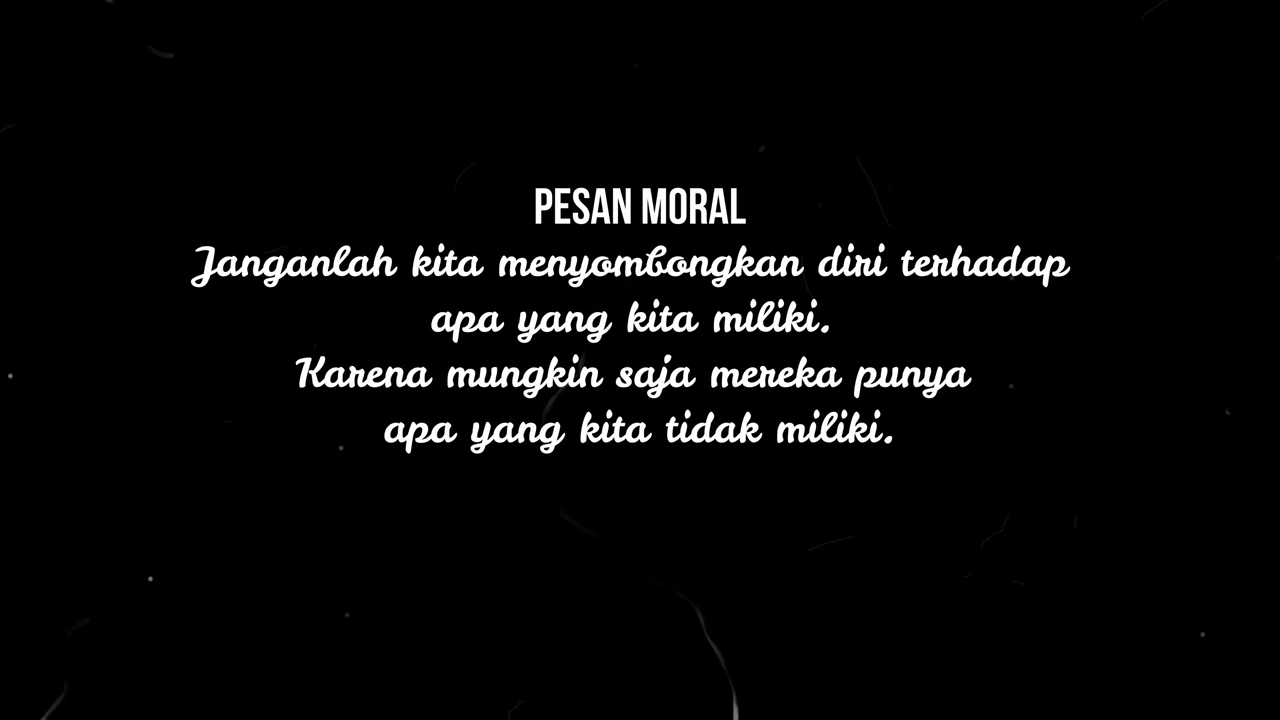 PESAN MORAL
Janganlah kita menyombongkan diri terhadap
apa yang kita miliki.
Karena mungkin saja mereka punya
apa yang kita tidak miliki.